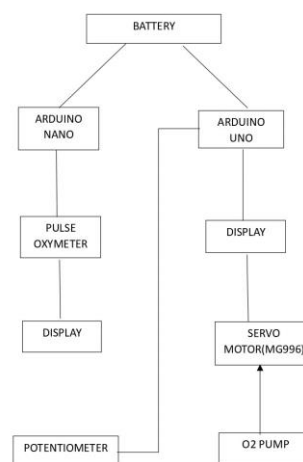 BATTERY
ARDUINO
NANO
ARDUINO
UNO
PULSE
OXYMETER
DISPLAY
DISPLAY
SERVO
MOTOR(MG996)
POTENTIOMETER
O2 PUMP